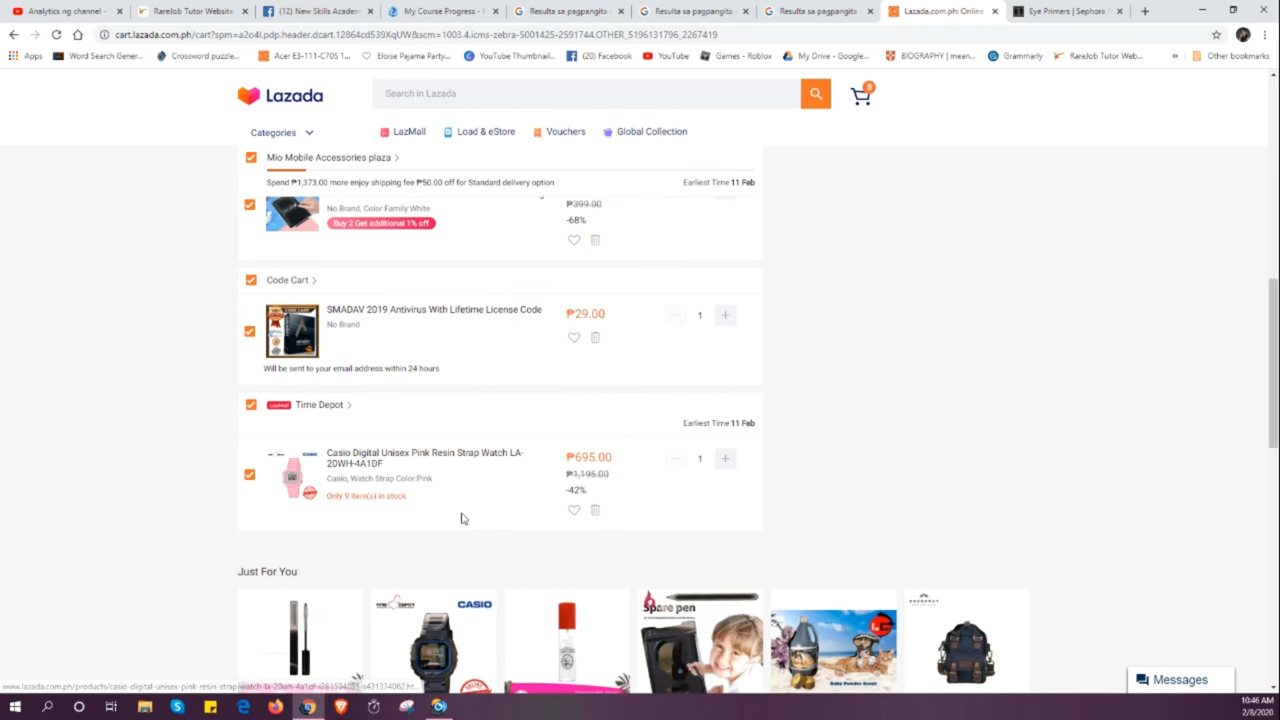 Analytics on channel -
RareJob Tutor Website
(12) New Skills Academ
My Course Progress -
Resulta sa pagpangita
Resulta sa pagpangita
Resulta sa pagpangita
Lazada.com.ph: Online
Eye Primers | Sephora
cart.lazada.com.ph/cart?spm=a2o4l.pdp.header.dcart.12864cd539XqUW&scm=1003.4.icms-zebra-5001425-2591744.OTHER_5196131796_2267419
Apps
Word Search Gener...
Crossword puzzle...
Acer E3-111-C70S 1...
Eloise Pajama Party...
YouTube Thumbnail...
(20) Facebook
YouTube
Games - Roblox
My Drive - Google...
BIOGRAPHY | mean...
Grammarly
RareJob Tutor Web...
»
Other bookmarks
Lazada
Search in Lazada
8
Categories
LazMall
Load & eStore
Vouchers
Global Collection
Mio Mobile Accessories plaza >
Spend ₱1,373.00 more enjoy shipping fee ₱50.00 off for Standard delivery option
Earliest Time 11 Feb
No Brand, Color Family:White
₱399.00
-68%
Buy 2 Get additional 1% off
Code Cart >
SMADAV 2019 Antivirus With Lifetime License Code
₱29.00
1
No Brand
Will be sent to your email address within 24 hours
LazMall
Time Depot >
Earliest Time 11 Feb
Casio Digital Unisex Pink Resin Strap Watch LA-
20WH-4A1DF
₱695.00
1
₱1,195.00
Casio, Watch Strap Color:Pink
-42%
Only 9 item(s) in stock
Just For You
TIME DEPOT
CASIO
Spare pen
Baby Powder Scent
Messages
10:46 AM
2/8/2020